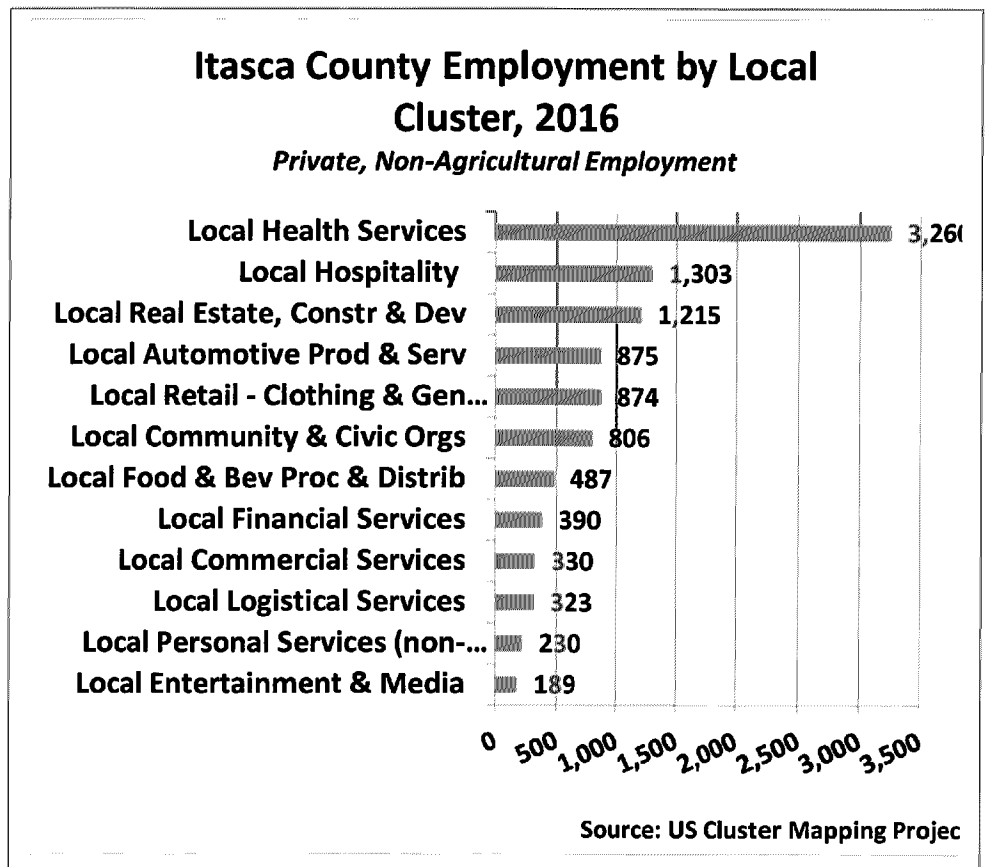 Itasca County Employment by Local
Cluster, 2016
Private, Non-Agricultural Employment
Local Health Services 3,260
Local Hospitality 1,303
Local Real Estate, Constr & Dev 1,215
Local Automotive Prod & Serv 875
Local Retail - Clothing & Gen... 874
Local Community & Civic Orgs 806
Local Food & Bev Proc & Distrib 487
Local Financial Services 390
Local Commercial Services 330
Local Logistical Services 323
Local Personal Services (non-... 230
Local Entertainment & Media 189
0 500 1,000 1,500 2,000 2,500 3,000 3,500
Source: US Cluster Mapping Projec